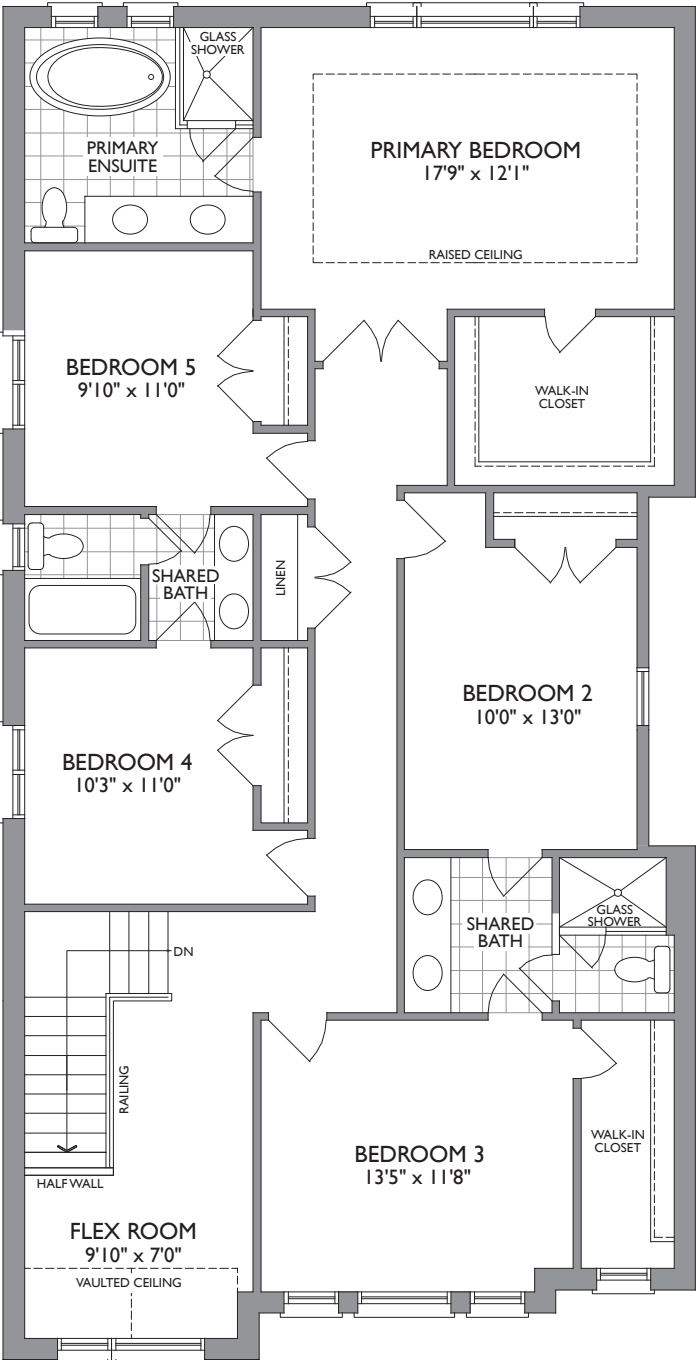 GLASS
SHOWER
PRIMARY
ENSUITE
PRIMARY BEDROOM
17'9" x 12'1"
RAISED CEILING
BEDROOM 5
9'10" x 11'0"
WALK-IN
CLOSET
SHARED
BATH
LINEN
BEDROOM 2
10'0" x 13'0"
BEDROOM 4
10'3" x 11'0"
SHARED
BATH
GLASS
SHOWER
DN
RAILING
HALF WALL
BEDROOM 3
13'5" x 11'8"
WALK-IN
CLOSET
FLEX ROOM
9'10" x 7'0"
VAULTED CEILING